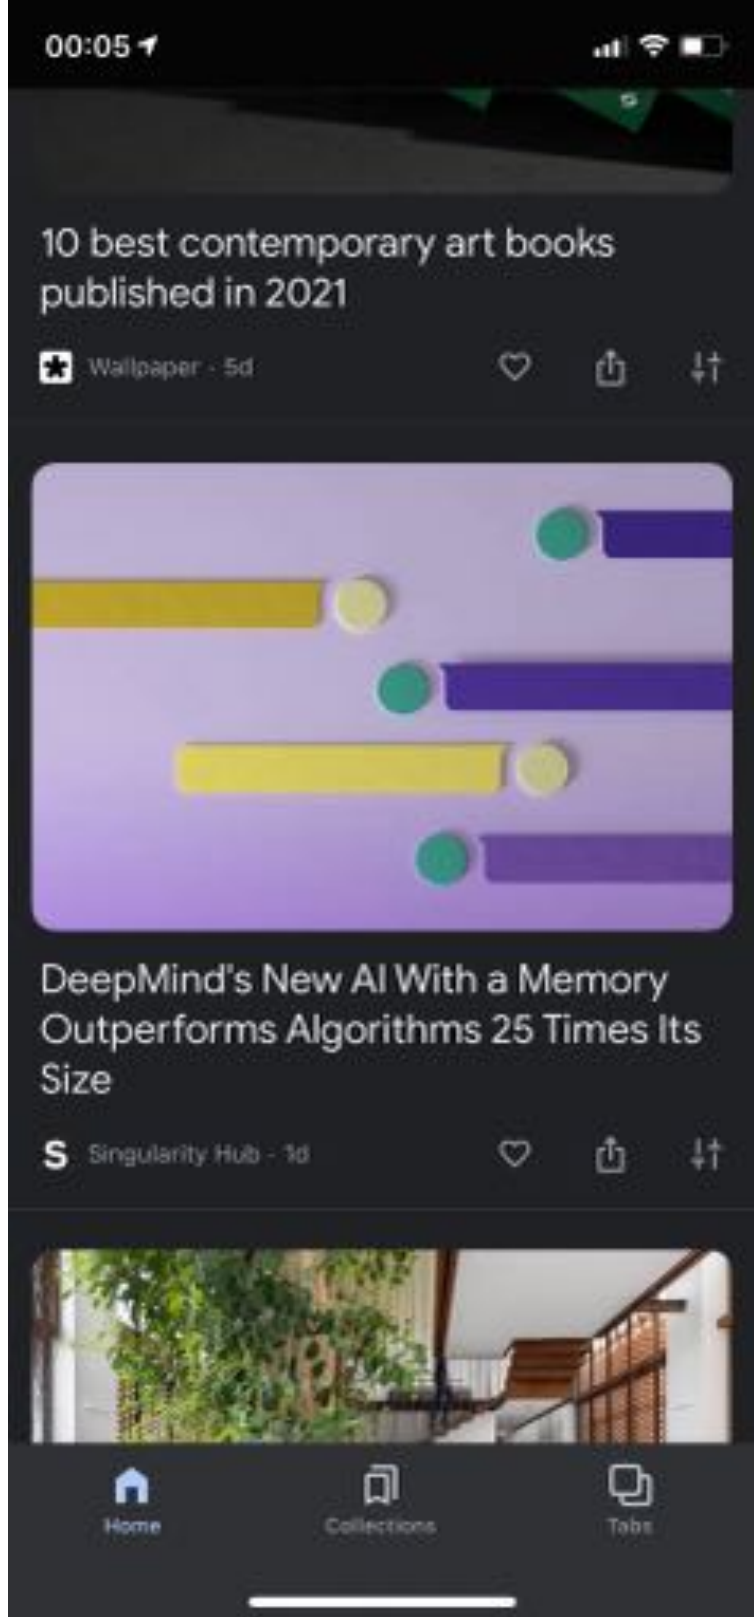 00:05
10 best contemporary art books
published in 2021
Wallpaper - 5d
DeepMind's New AI With a Memory
Outperforms Algorithms 25 Times Its
Size
S Singularity Hub - 1d
Home
Collections
Tabs